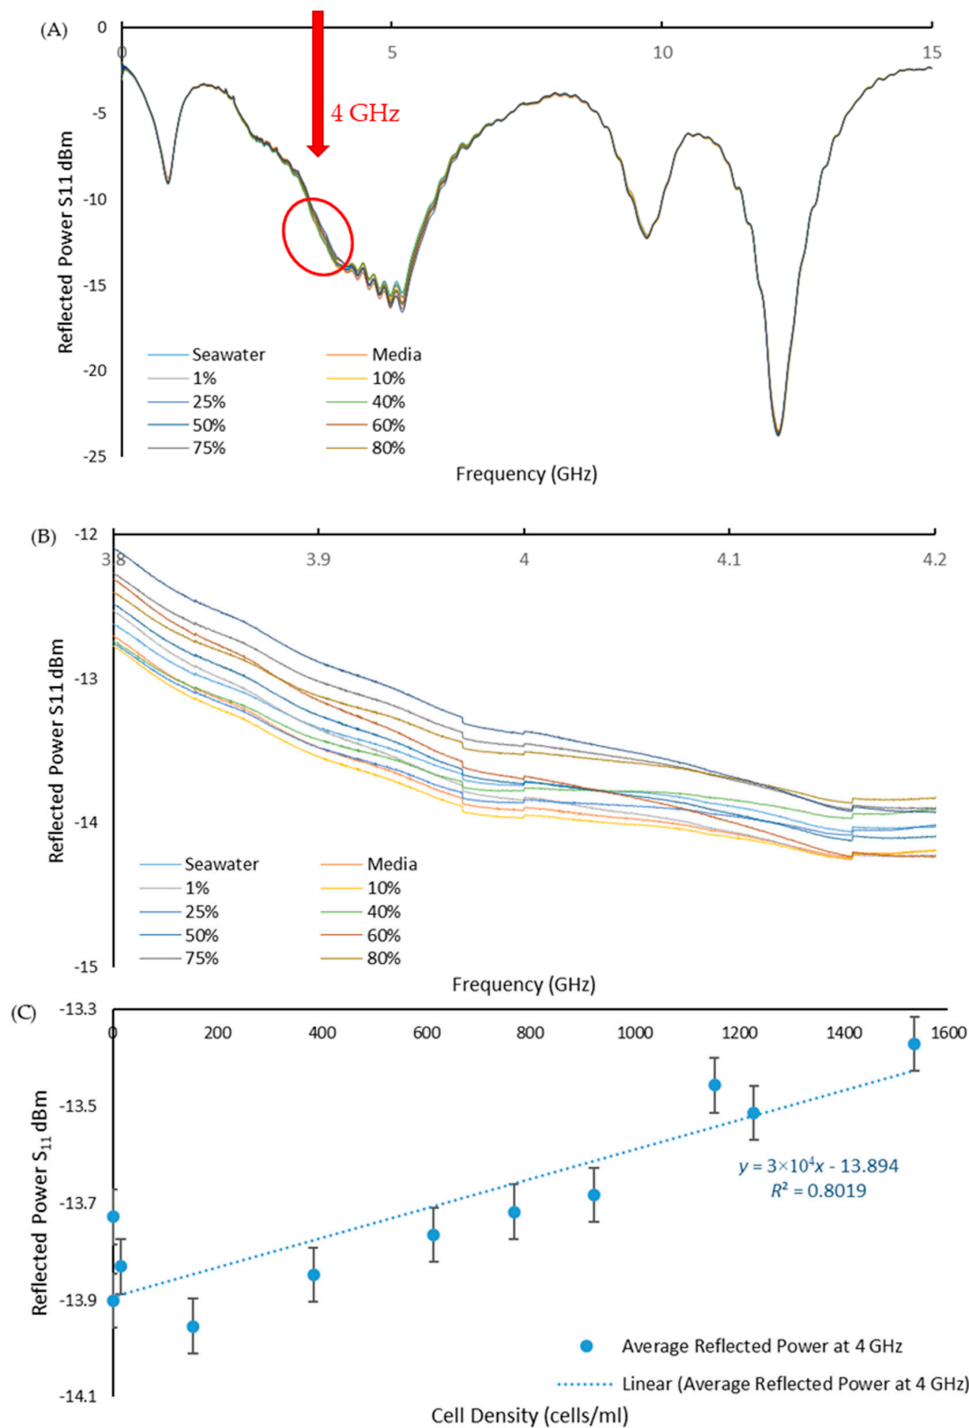 (A)
0
0
5
10
15
4 GHz
-5
-10
-15
-20
-25
Reflected Power S11 dBm
Seawater
Media
1%
10%
25%
40%
50%
60%
75%
80%
Frequency (GHz)
(B)
-12
3.8
3.9
4
4.1
4.2
-13
-14
-15
Reflected Power S11 dBm
Seawater
Media
1%
10%
25%
40%
50%
60%
75%
80%
Frequency (GHz)
(C)
-13.3
0
200
400
600
800
1000
1200
1400
1600
-13.5
-13.7
-13.9
-14.1
Reflected Power S₁₁ dBm
y = 3×10⁴x - 13.894
R² = 0.8019
Average Reflected Power at 4 GHz
Linear (Average Reflected Power at 4 GHz)
Cell Density (cells/ml)